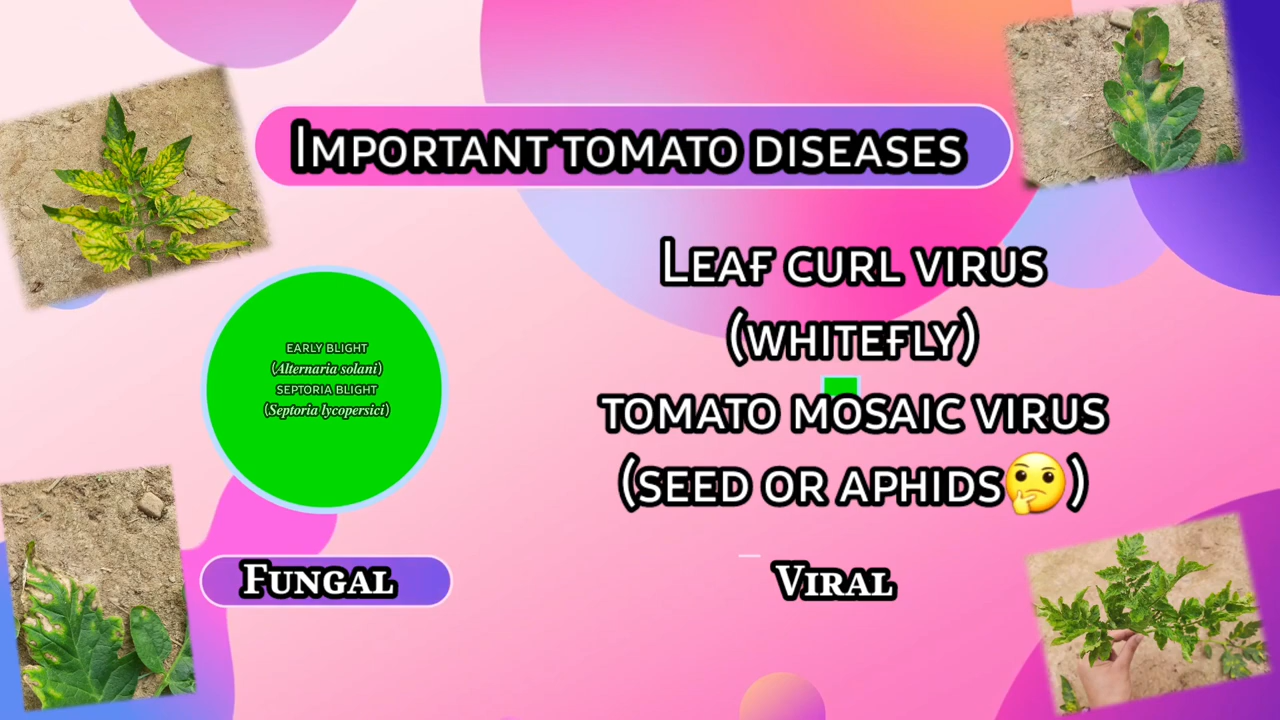 Important tomato diseases
Leaf curl virus
(whitefly)
tomato mosaic virus
(seed or aphids🤔)
early blight
(Alternaria solani)
septoria blight
(Septoria lycopersici)
Fungal
Viral